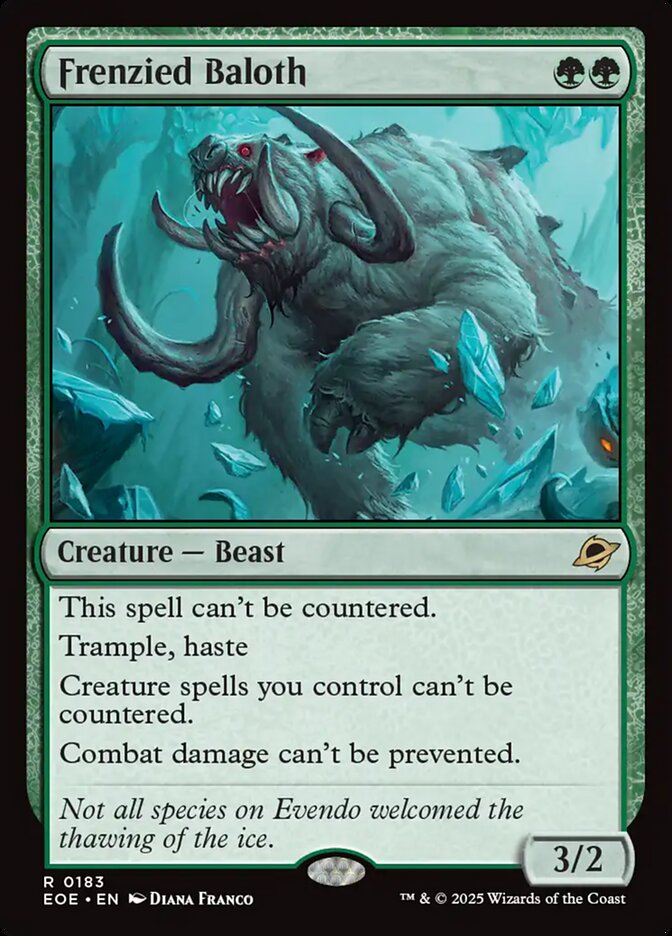 Frenzied Baloth
Creature — Beast
This spell can't be countered.
Trample, haste
Creature spells you control can't be
countered.
Combat damage can't be prevented.
Not all species on Evendo welcomed the
thawing of the ice.
3/2
R 0183
EOE • EN Diana Franco
™ & © 2025 Wizards of the Coast